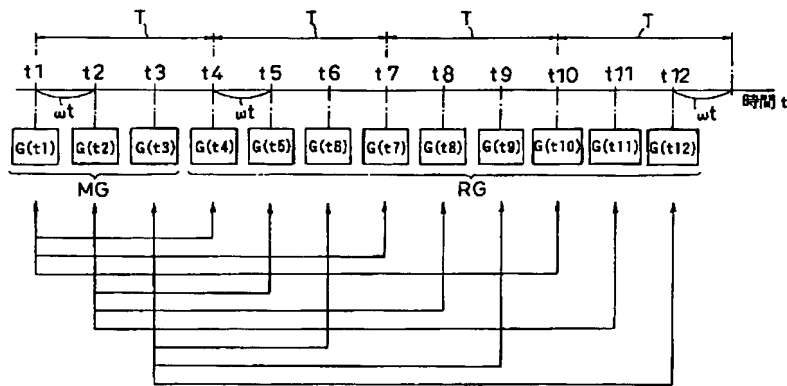 T T T T
t1 t2 t3 t4 t5 t6 t7 t8 t9 t10 t11 t12
ωt ωt ωt 時間 t
G(t1) G(t2) G(t3) G(t4) G(t5) G(t6) G(t7) G(t8) G(t9) G(t10) G(t11) G(t12)
MG RG